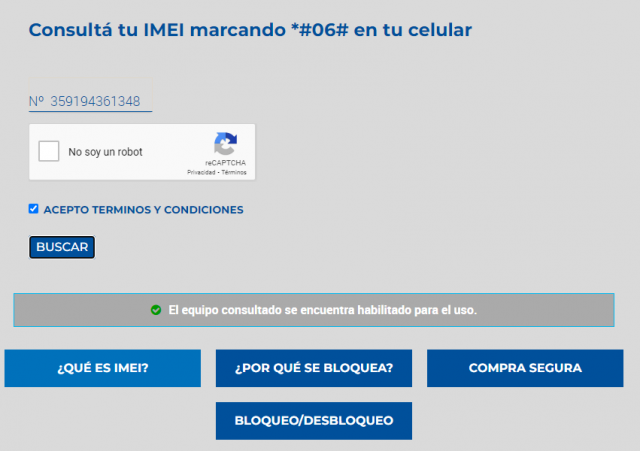 Consultá tu IMEI marcando *#06# en tu celular
Nº 359194361348
No soy un robot
reCAPTCHA
Privacidad - Términos
ACEPTO TERMINOS Y CONDICIONES
BUSCAR
El equipo consultado se encuentra habilitado para el uso.
¿QUÉ ES IMEI?
¿POR QUÉ SE BLOQUEA?
COMPRA SEGURA
BLOQUEO/DESBLOQUEO